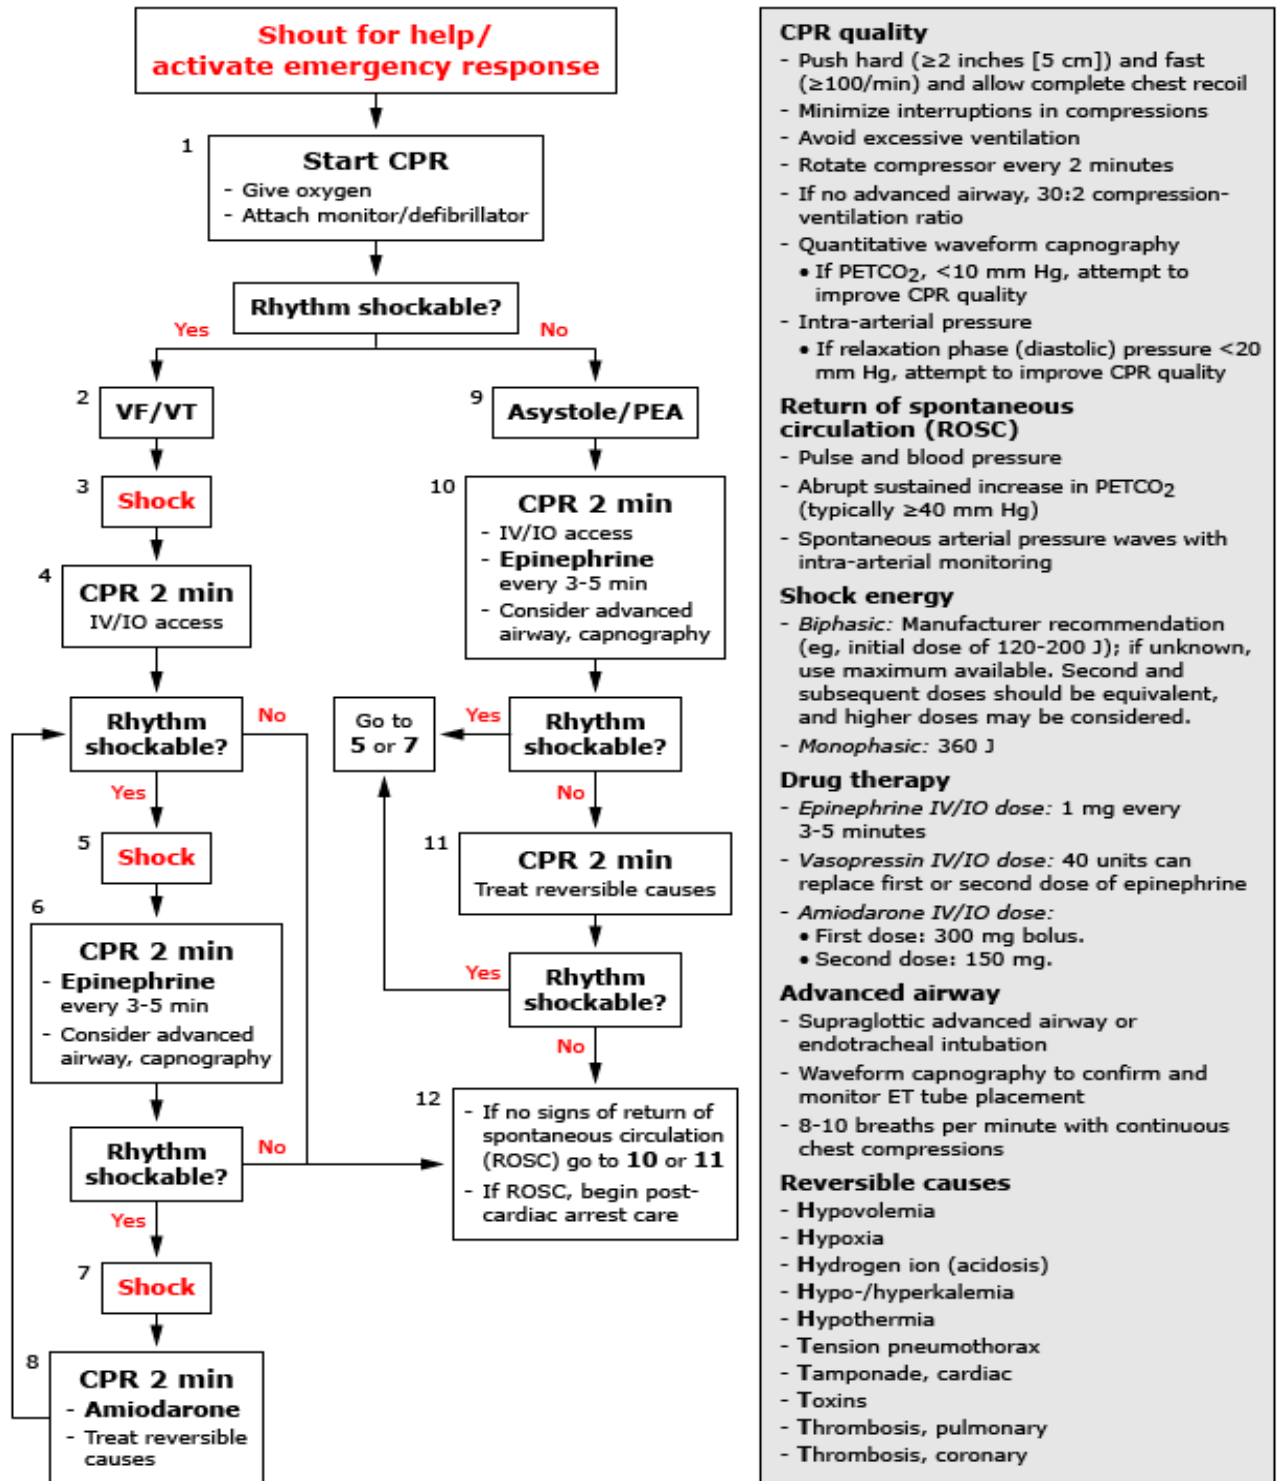 Shout for help/
activate emergency response
1
Start CPR
- Give oxygen
- Attach monitor/defibrillator
Rhythm shockable?
Yes
No
2
VF/VT
3
Shock
4
CPR 2 min
IV/IO access
Rhythm
shockable?
No
Yes
5
Shock
6
CPR 2 min
- Epinephrine
every 3-5 min
- Consider advanced
airway, capnography
Rhythm
shockable?
No
Yes
7
Shock
8
CPR 2 min
- Amiodarone
- Treat reversible
causes
9
Asystole/PEA
10
CPR 2 min
- IV/IO access
- Epinephrine
every 3-5 min
- Consider advanced
airway, capnography
Rhythm
shockable?
Yes
Go to
5 or 7
No
11
CPR 2 min
Treat reversible causes
Rhythm
shockable?
Yes
No
12
- If no signs of return of
spontaneous circulation
(ROSC) go to 10 or 11
- If ROSC, begin post-
cardiac arrest care
CPR quality
- Push hard (≥2 inches [5 cm]) and fast
(≥100/min) and allow complete chest recoil
- Minimize interruptions in compressions
- Avoid excessive ventilation
- Rotate compressor every 2 minutes
- If no advanced airway, 30:2 compression-
ventilation ratio
- Quantitative waveform capnography
• If PETCO₂, <10 mm Hg, attempt to
improve CPR quality
- Intra-arterial pressure
• If relaxation phase (diastolic) pressure <20
mm Hg, attempt to improve CPR quality
Return of spontaneous
circulation (ROSC)
- Pulse and blood pressure
- Abrupt sustained increase in PETCO₂
(typically ≥40 mm Hg)
- Spontaneous arterial pressure waves with
intra-arterial monitoring
Shock energy
- Biphasic: Manufacturer recommendation
(eg, initial dose of 120-200 J); if unknown,
use maximum available. Second and
subsequent doses should be equivalent,
and higher doses may be considered.
- Monophasic: 360 J
Drug therapy
- Epinephrine IV/IO dose: 1 mg every
3-5 minutes
- Vasopressin IV/IO dose: 40 units can
replace first or second dose of epinephrine
- Amiodarone IV/IO dose:
• First dose: 300 mg bolus.
• Second dose: 150 mg.
Advanced airway
- Supraglottic advanced airway or
endotracheal intubation
- Waveform capnography to confirm and
monitor ET tube placement
- 8-10 breaths per minute with continuous
chest compressions
Reversible causes
- Hypovolemia
- Hypoxia
- Hydrogen ion (acidosis)
- Hypo-/hyperkalemia
- Hypothermia
- Tension pneumothorax
- Tamponade, cardiac
- Toxins
- Thrombosis, pulmonary
- Thrombosis, coronary